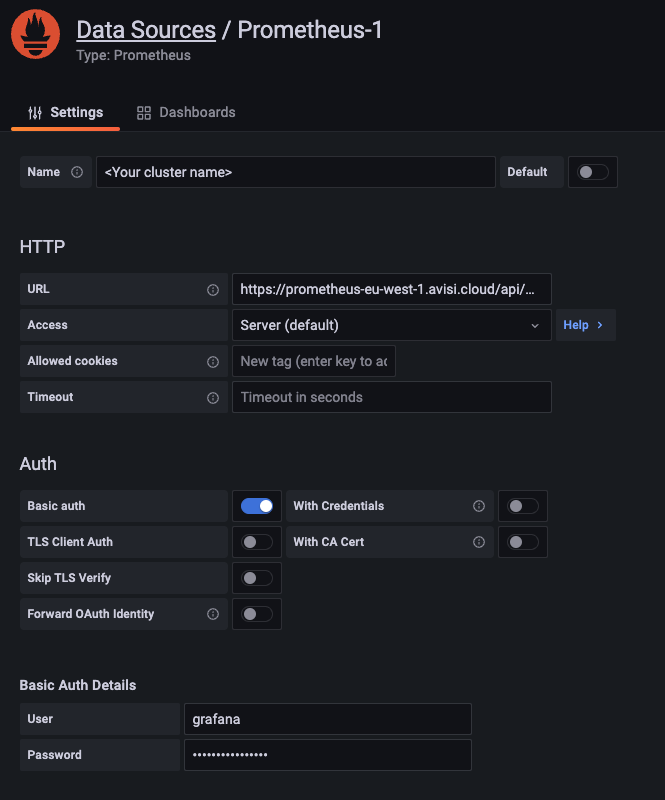 Data Sources / Prometheus-1
Type: Prometheus
Settings
Dashboards
Name
<Your cluster name>
Default
HTTP
URL
https://prometheus-eu-west-1.avisi.cloud/api/...
Access
Server (default)
Help
Allowed cookies
New tag (enter key to ac
Timeout
Timeout in seconds
Auth
Basic auth
With Credentials
TLS Client Auth
With CA Cert
Skip TLS Verify
Forward OAuth Identity
Basic Auth Details
User
grafana
Password
••••••••••••••••